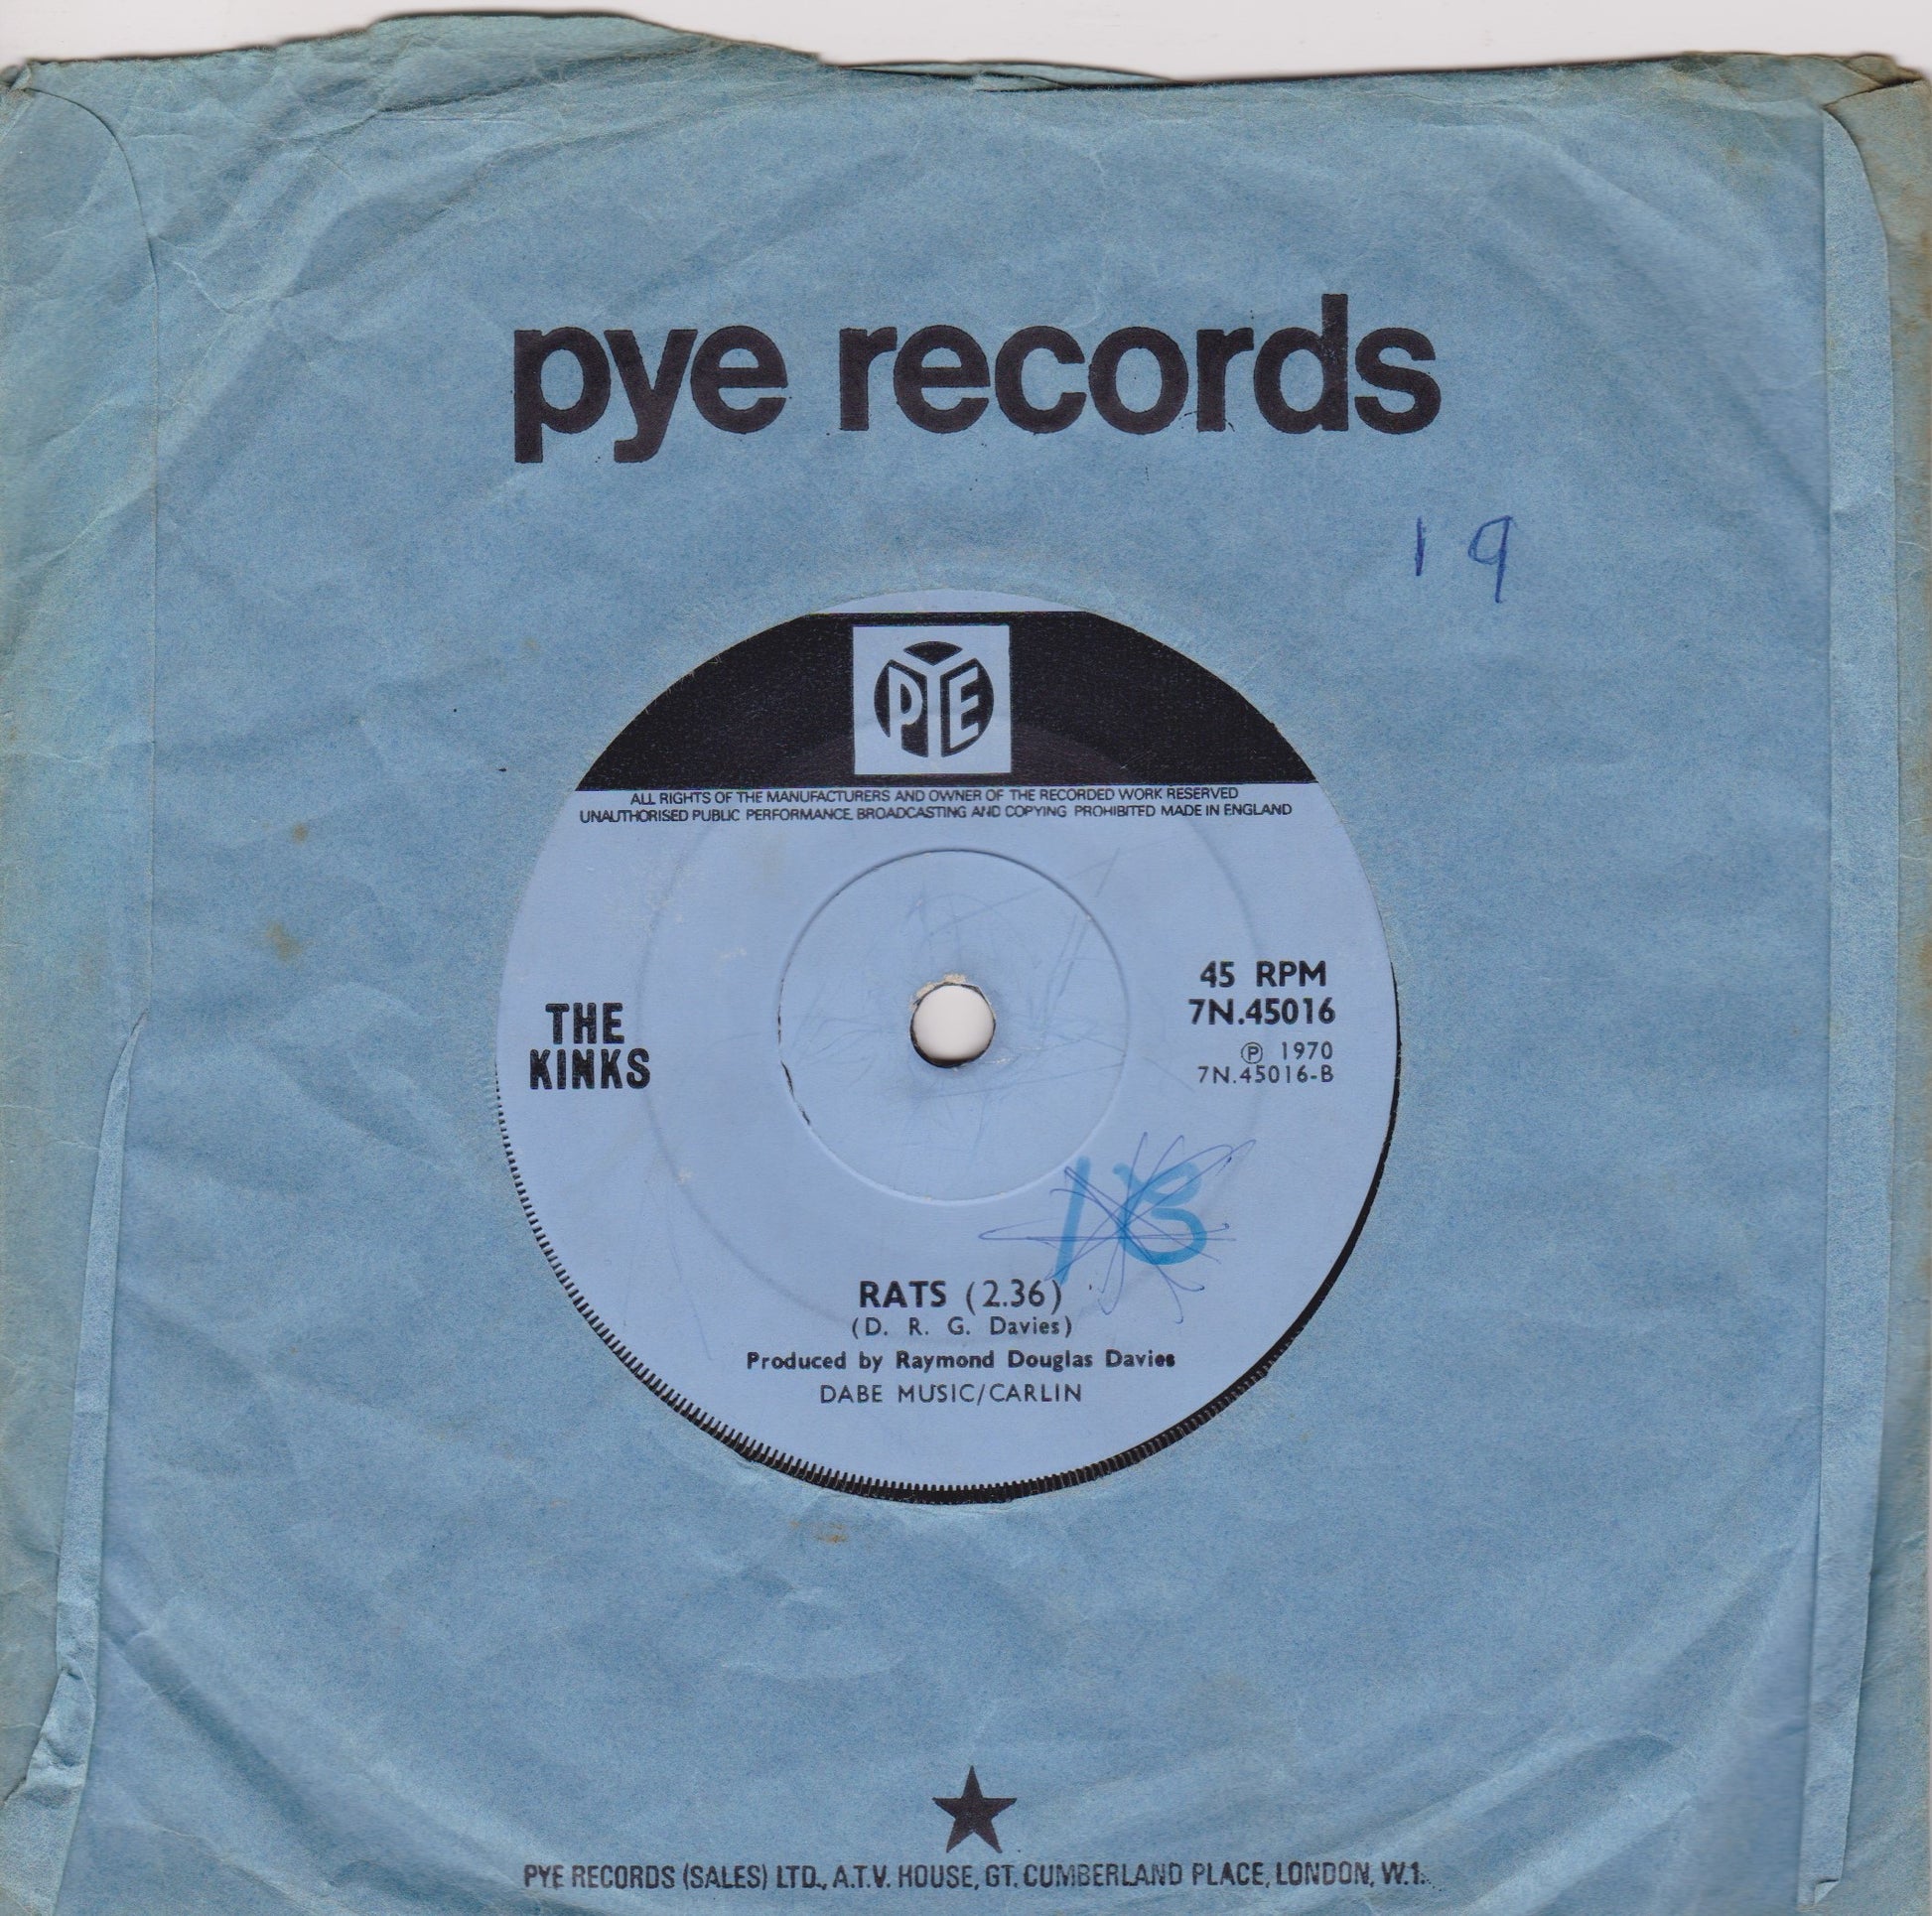 pye records
19
PYE
ALL RIGHTS OF THE MANUFACTURERS AND OWNER OF THE RECORDED WORK RESERVED
UNAUTHORISED PUBLIC PERFORMANCE, BROADCASTING AND COPYING PROHIBITED MADE IN ENGLAND
THE
KINKS
45 RPM
7N.45016
℗ 1970
7N.45016-B
18
RATS (2.36)
(D. R. G. Davies)
Produced by Raymond Douglas Davies
DABE MUSIC/CARLIN
PYE RECORDS (SALES) LTD., A.T.V. HOUSE, GT. CUMBERLAND PLACE, LONDON, W.1.